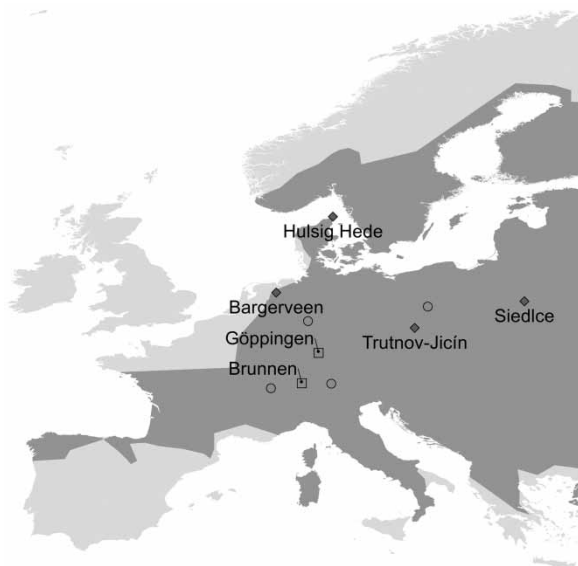 Hulsig Hede
Bargerveen
Siedlce
Göppingen
Trutnov-Jicín
Brunnen